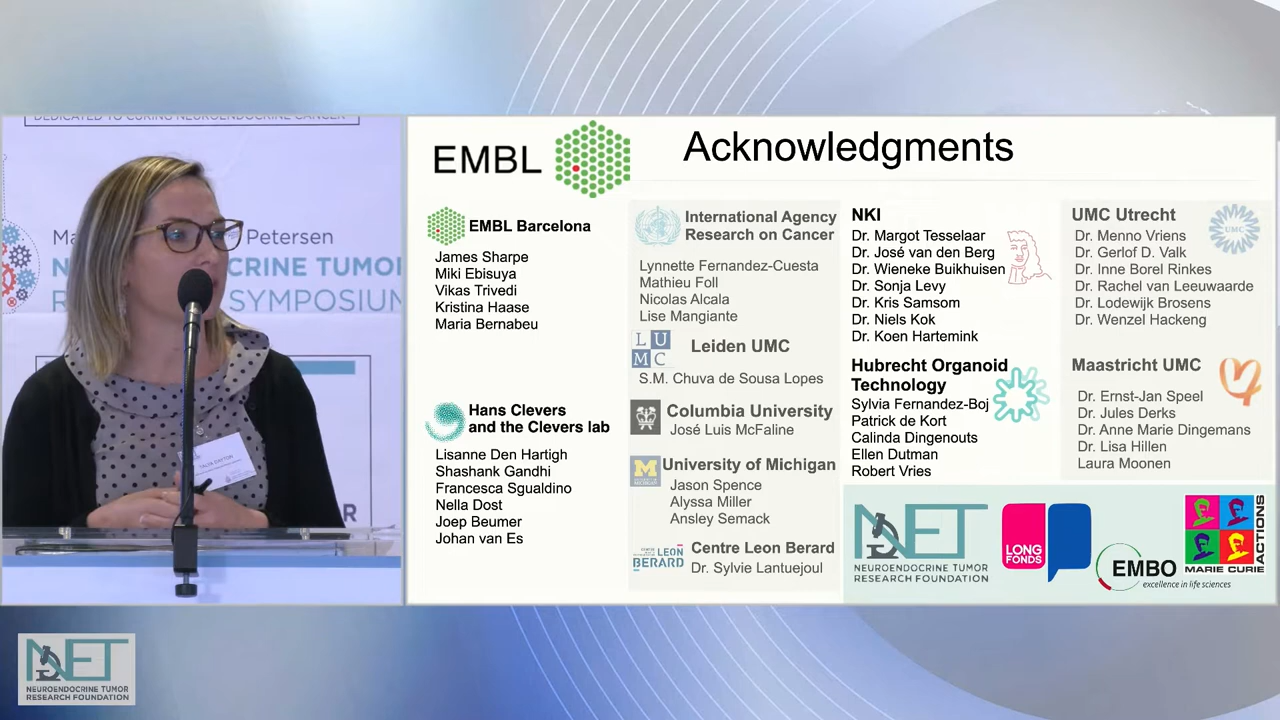 DEDICATED TO CURING NEUROENDOCRINE CANCER
Petersen
CRINE TUMOR
SYMPOSIUM
EMBL
Acknowledgments
EMBL Barcelona
James Sharpe
Miki Ebisuya
Vikas Trivedi
Kristina Haase
Maria Bernabeu
Hans Clevers
and the Clevers lab
Lisanne Den Hartigh
Shashank Gandhi
Francesca Sgualdino
Nella Dost
Joep Beumer
Johan van Es
International Agency
Research on Cancer
Lynnette Fernandez-Cuesta
Mathieu Foll
Nicolas Alcala
Lise Mangiante
L U
M C
Leiden UMC
S.M. Chuva de Sousa Lopes
Columbia University
José Luis McFaline
M
University of Michigan
Jason Spence
Alyssa Miller
Ansley Semack
LEON
BERARD
Centre Leon Berard
Dr. Sylvie Lantuejoul
NKI
Dr. Margot Tesselaar
Dr. José van den Berg
Dr. Wieneke Buikhuisen
Dr. Sonja Levy
Dr. Kris Samsom
Dr. Niels Kok
Dr. Koen Hartemink
Hubrecht Organoid
Technology
Sylvia Fernandez-Boj
Patrick de Kort
Calinda Dingenouts
Ellen Dutman
Robert Vries
UMC Utrecht
UMC
Dr. Menno Vriens
Dr. Gerlof D. Valk
Dr. Inne Borel Rinkes
Dr. Rachel van Leeuwaarde
Dr. Lodewijk Brosens
Dr. Wenzel Hackeng
Maastricht UMC
Dr. Ernst-Jan Speel
Dr. Jules Derks
Dr. Anne Marie Dingemans
Dr. Lisa Hillen
Laura Moonen
NET
NEUROENDOCRINE TUMOR
RESEARCH FOUNDATION
LONG
FONDS
EMBO
excellence in life sciences
MARIE CURIE
ACTIONS
NET
NEUROENDOCRINE TUMOR
RESEARCH FOUNDATION